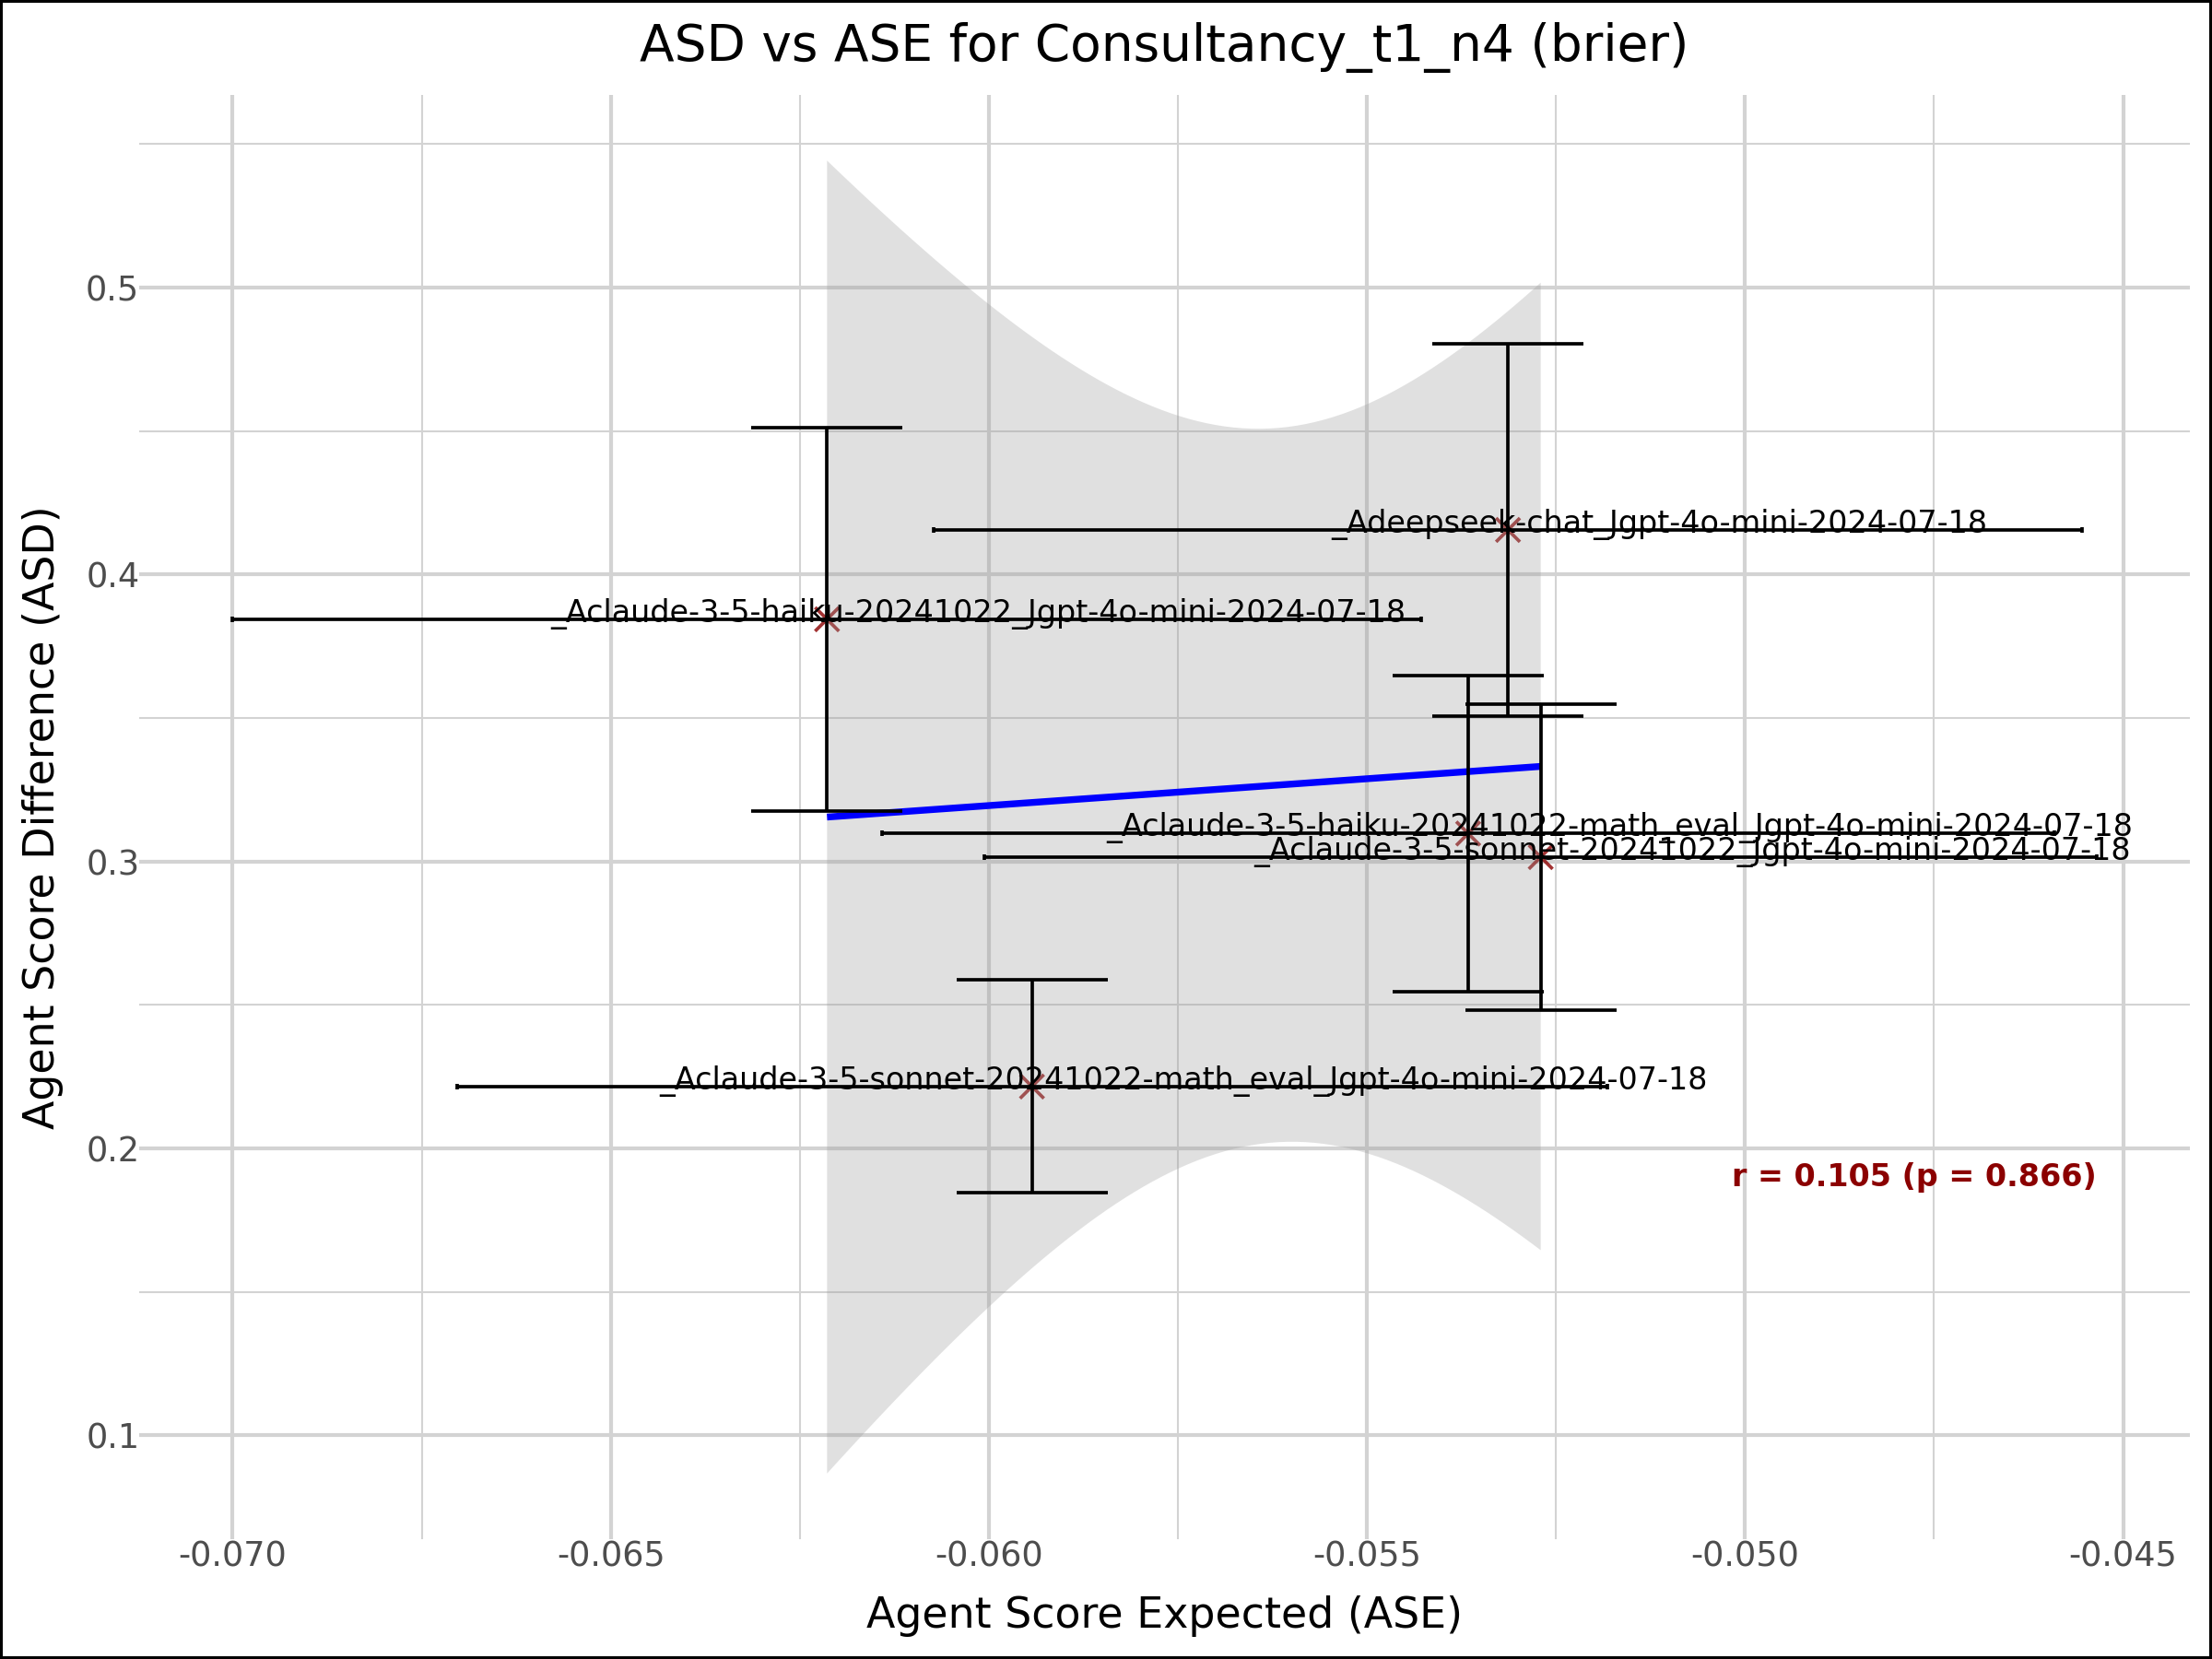 ASD vs ASE for Consultancy_t1_n4 (brier)
Agent Score Difference (ASD)
0.5
0.4
0.3
0.2
0.1
_Adeepseek-chat_Jgpt-4o-mini-2024-07-18
_Aclaude-3-5-haiku-20241022_Jgpt-4o-mini-2024-07-18
_Aclaude-3-5-haiku-20241022-math_eval_Jgpt-4o-mini-2024-07-18
_Aclaude-3-5-sonnet-20241022_Jgpt-4o-mini-2024-07-18
_Aclaude-3-5-sonnet-20241022-math_eval_Jgpt-4o-mini-2024-07-18
r = 0.105 (p = 0.866)
-0.070 -0.065 -0.060 -0.055 -0.050 -0.045
Agent Score Expected (ASE)